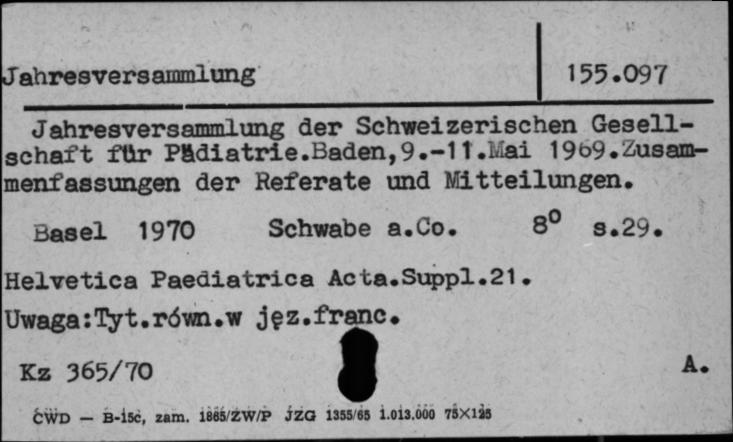 Jahresversammlung 155.097
Jahresversammlung der Schweizerischen Gesell-
schaft für Pädiatrie.Baden,9.-11.Mai 1969.Zusam-
menfassungen der Referate und Mitteilungen.
Basel 1970 Schwabe a.Co. 8° s.29.
Helvetica Paediatrica Acta.Suppl.21.
Uwaga:Tyt.równ.w jęz.franc.
Kz 365/70 A.
CWD — B-15c, zam. 1865/ZW/P JZG 1355/65 1.013.000 75×125